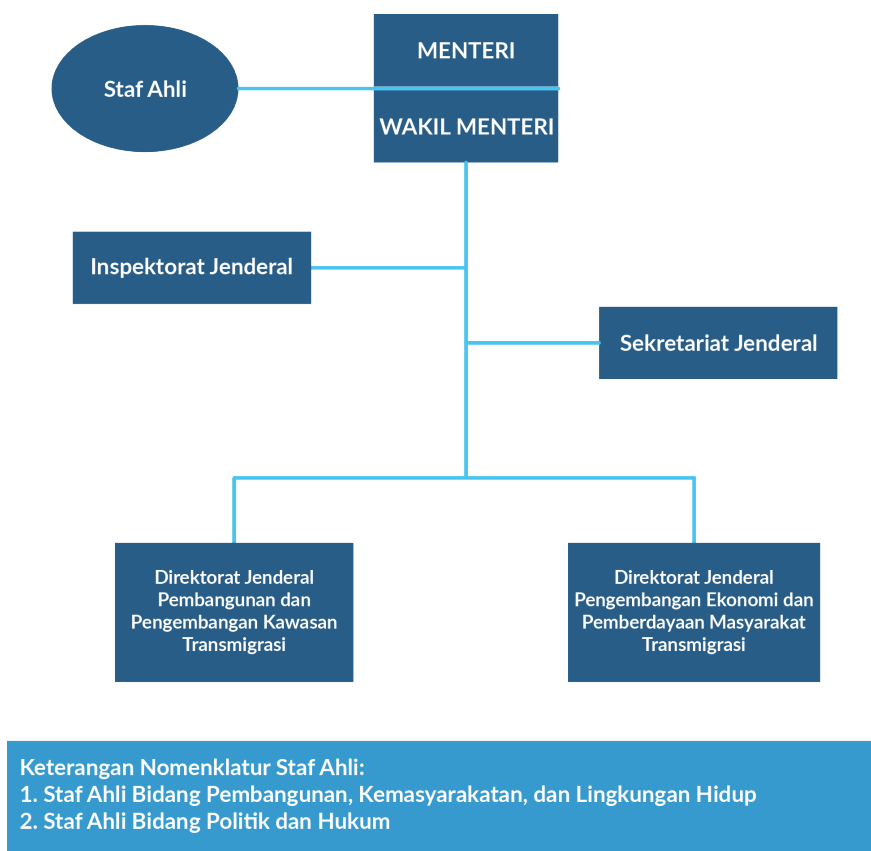 MENTERI
Staf Ahli
WAKIL MENTERI
Inspektorat Jenderal
Sekretariat Jenderal
Direktorat Jenderal
Pembangunan dan
Pengembangan Kawasan
Transmigrasi
Direktorat Jenderal
Pengembangan Ekonomi dan
Pemberdayaan Masyarakat
Transmigrasi
Keterangan Nomenklatur Staf Ahli:
1. Staf Ahli Bidang Pembangunan, Kemasyarakatan, dan Lingkungan Hidup
2. Staf Ahli Bidang Politik dan Hukum